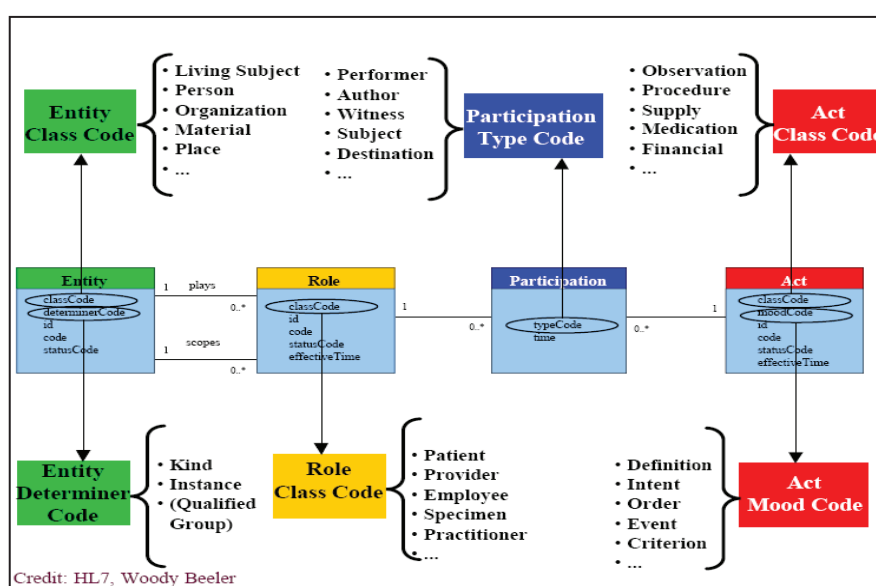 Entity
Class Code
• Living Subject
• Person
• Organization
• Material
• Place
• ...
• Performer
• Author
• Witness
• Subject
• Destination
• ...
Participation
Type Code
• Observation
• Procedure
• Supply
• Medication
• Financial
• ...
Act
Class Code
Entity
classCode
determinerCode
id
code
statusCode
1 plays
0..*
1 scopes
0..*
Role
classCode
id
code
statusCode
effectiveTime
1
0..*
Participation
typeCode
time
1
0..*
Act
classCode
moodCode
id
code
statusCode
effectiveTime
Entity
Determiner
Code
• Kind
• Instance
• (Qualified
Group)
Role
Class Code
• Patient
• Provider
• Employee
• Specimen
• Practitioner
• ...
• Definition
• Intent
• Order
• Event
• Criterion
• ...
Act
Mood Code
Credit: HL7, Woody Beeler